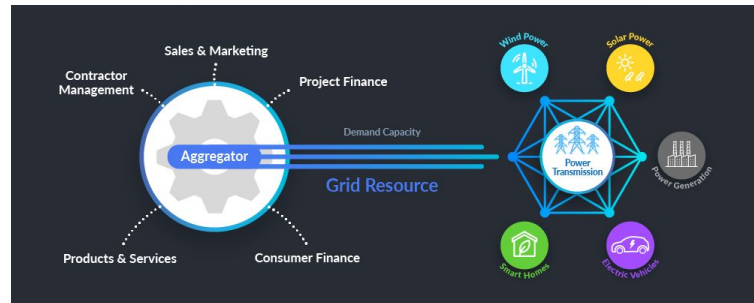 Sales & Marketing
Contractor
Management
Project Finance
Aggregator
Demand Capacity
Grid Resource
Products & Services
Consumer Finance
Wind Power
Solar Power
Power
Transmission
Power Generation
Smart Homes
Electric Vehicles